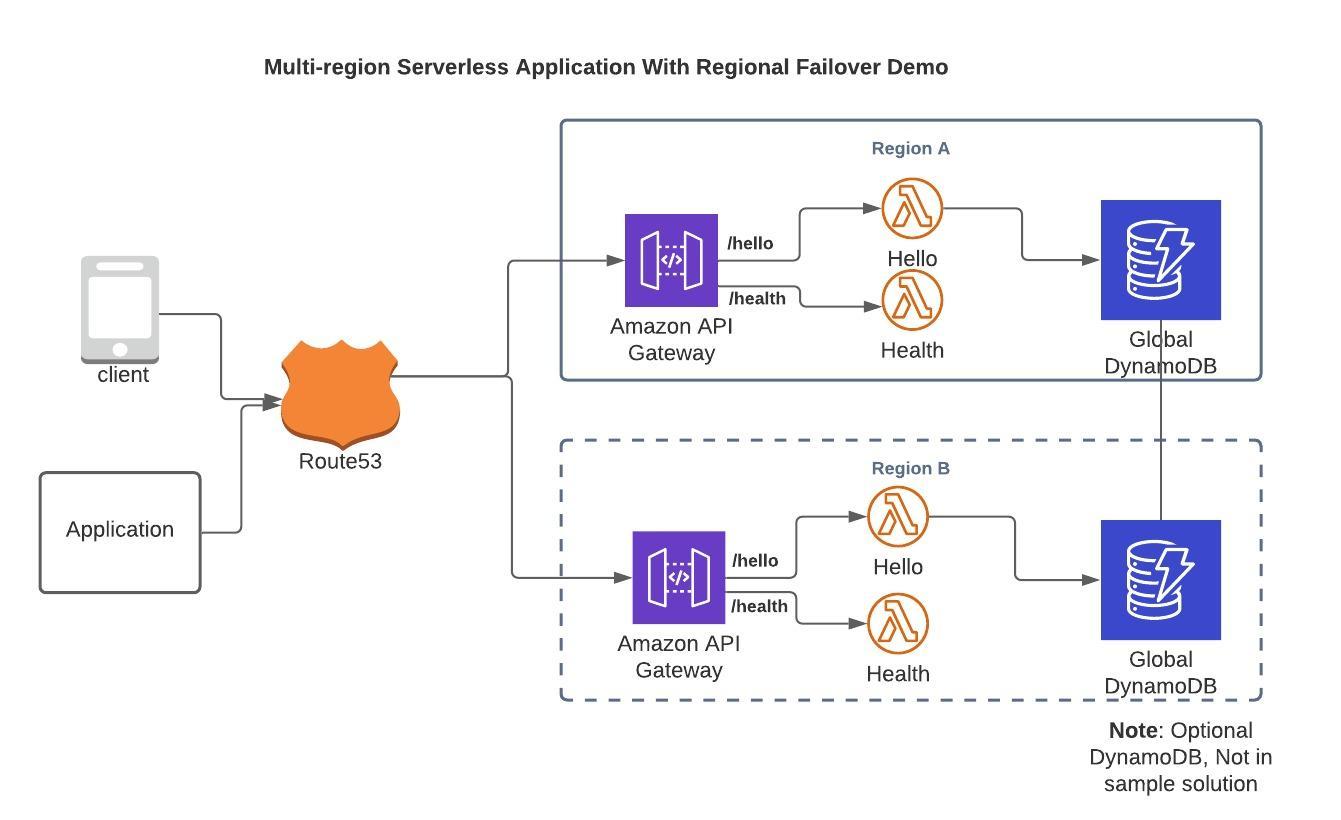 Multi-region Serverless Application With Regional Failover Demo
Region A
/hello
Hello
/health
Amazon API
Gateway
Health
Global
DynamoDB
client
Route53
Application
Region B
/hello
Hello
/health
Amazon API
Gateway
Health
Global
DynamoDB
Note: Optional
DynamoDB, Not in
sample solution